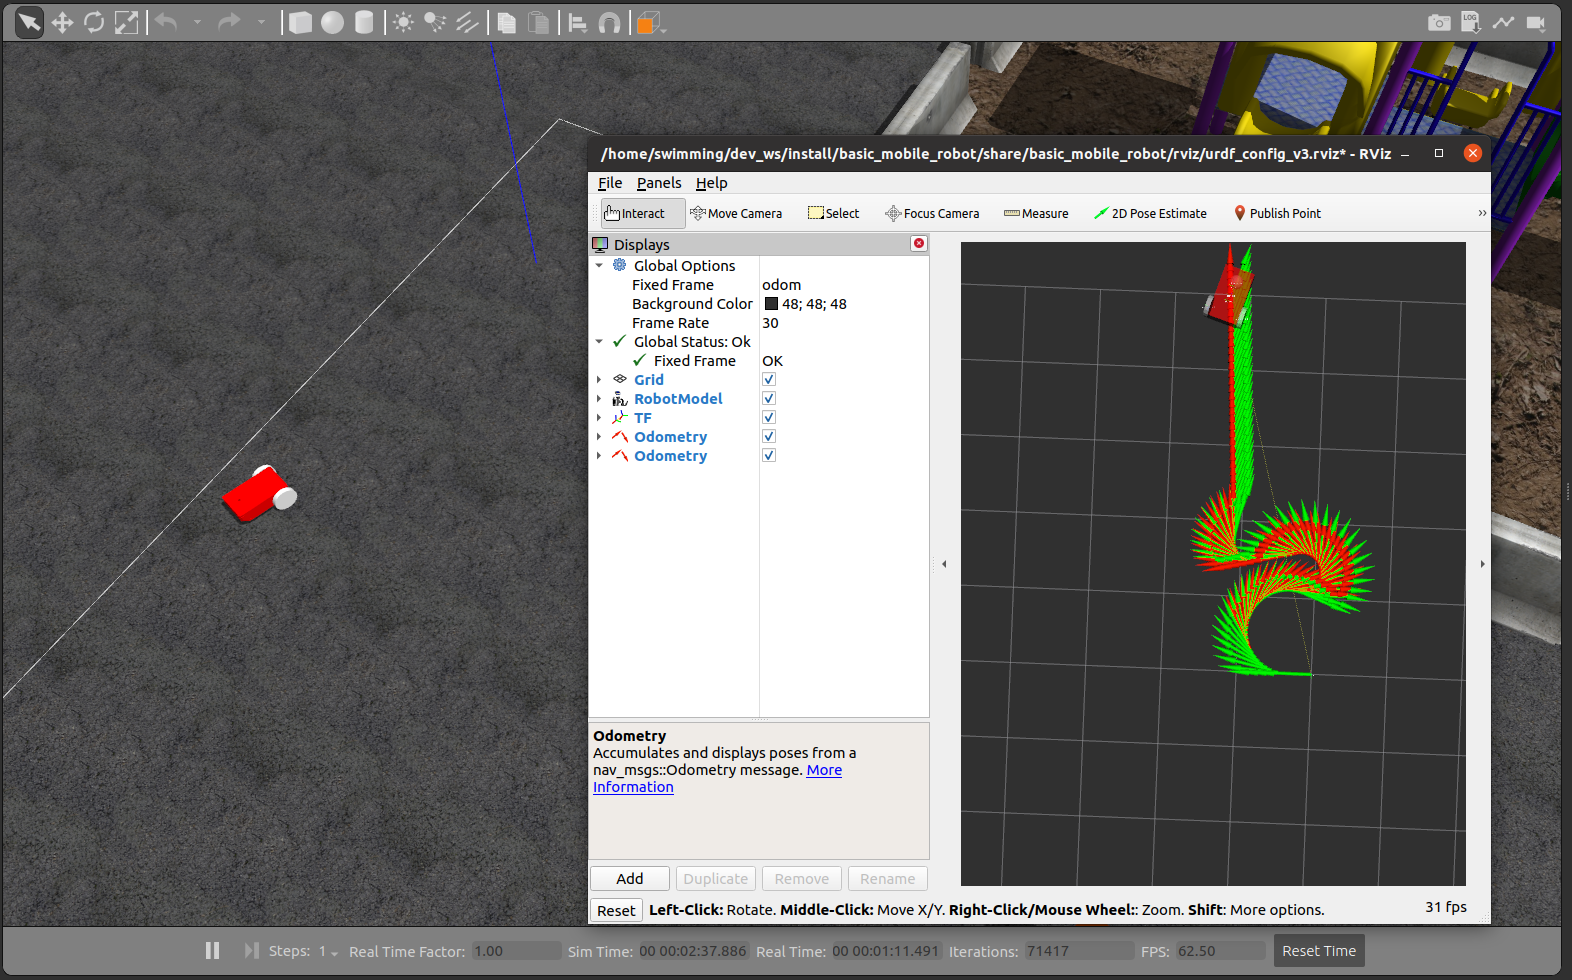 LOG
/home/swimming/dev_ws/install/basic_mobile_robot/share/basic_mobile_robot/rviz/urdf_config_v3.rviz* - RViz
File Panels Help
Interact Move Camera Select Focus Camera Measure 2D Pose Estimate Publish Point »
Displays
Global Options
Fixed Frame odom
Background Color 48; 48; 48
Frame Rate 30
Global Status: Ok
Fixed Frame OK
Grid
RobotModel
TF
Odometry
Odometry
Odometry
Accumulates and displays poses from a
nav_msgs::Odometry message. More
Information
Add Duplicate Remove Rename
Reset Left-Click: Rotate. Middle-Click: Move X/Y. Right-Click/Mouse Wheel:: Zoom. Shift: More options. 31 fps
Steps: 1 Real Time Factor: 1.00 Sim Time: 00 00:02:37.886 Real Time: 00 00:01:11.491 Iterations: 71417 FPS: 62.50 Reset Time